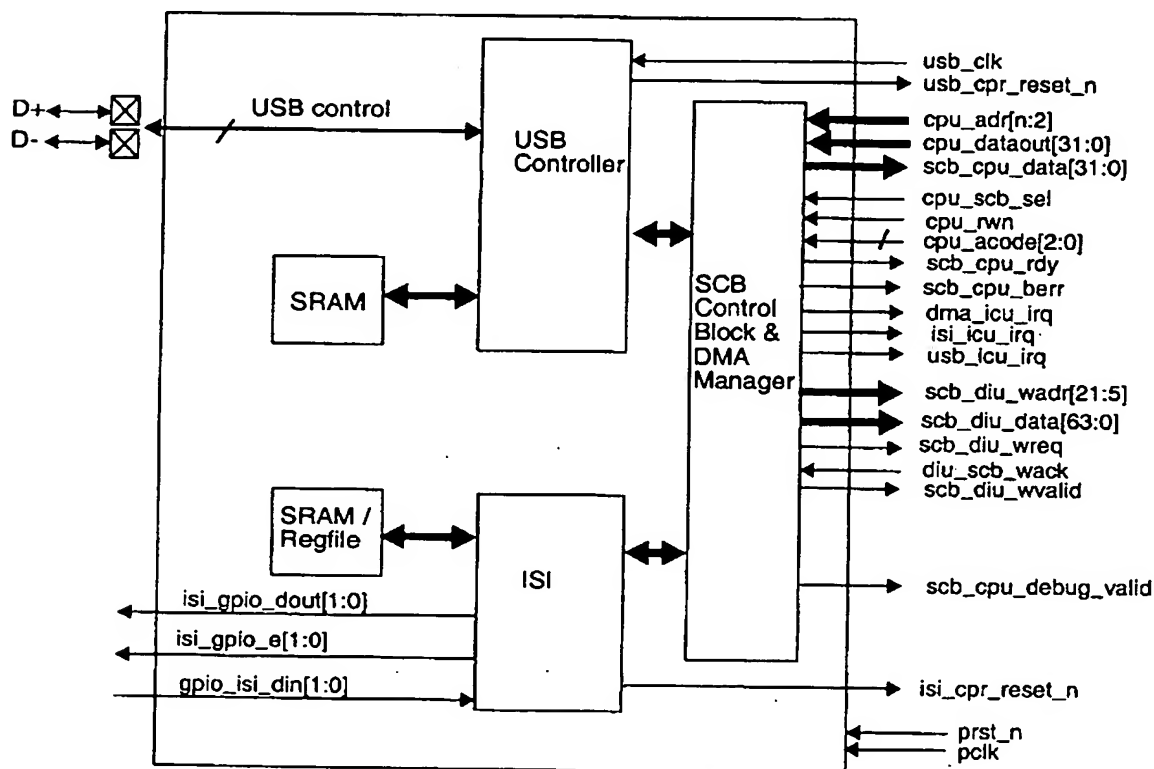 usb_clk
usb_cpr_reset_n
D+
D-
USB control
USB
Controller
cpu_adr[n:2]
cpu_dataout[31:0]
scb_cpu_data[31:0]
cpu_scb_sel
cpu_rwn
cpu_acode[2:0]
scb_cpu_rdy
scb_cpu_berr
dma_icu_irq
isi_icu_irq
usb_icu_irq
SRAM
SCB
Control
Block &
DMA
Manager
scb_diu_wadr[21:5]
scb_diu_data[63:0]
scb_diu_wreq
diu_scb_wack
scb_diu_wvalid
SRAM /
Regfile
ISI
scb_cpu_debug_valid
isi_gpio_dout[1:0]
isi_gpio_e[1:0]
gpio_isi_din[1:0]
isi_cpr_reset_n
prst_n
pclk